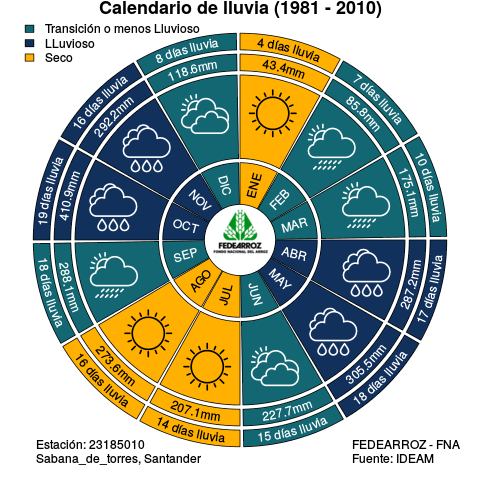 Calendario de lluvia (1981 - 2010)
Transición o menos Lluvioso
LLuvioso
Seco
4 días lluvia
43.4mm
ENE
7 días lluvia
85.8mm
FEB
10 días lluvia
175.1mm
MAR
17 días lluvia
287.2mm
ABR
18 días lluvia
305.5mm
MAY
15 días lluvia
227.7mm
JUN
14 días lluvia
207.1mm
JUL
16 días lluvia
273.6mm
AGO
18 días lluvia
288.1mm
SEP
19 días lluvia
410.9mm
OCT
16 días lluvia
292.2mm
NOV
8 días lluvia
118.6mm
DIC
FEDEARROZ
FONDO NACIONAL DEL ARROZ
Estación: 23185010
Sabana_de_torres, Santander
FEDEARROZ - FNA
Fuente: IDEAM